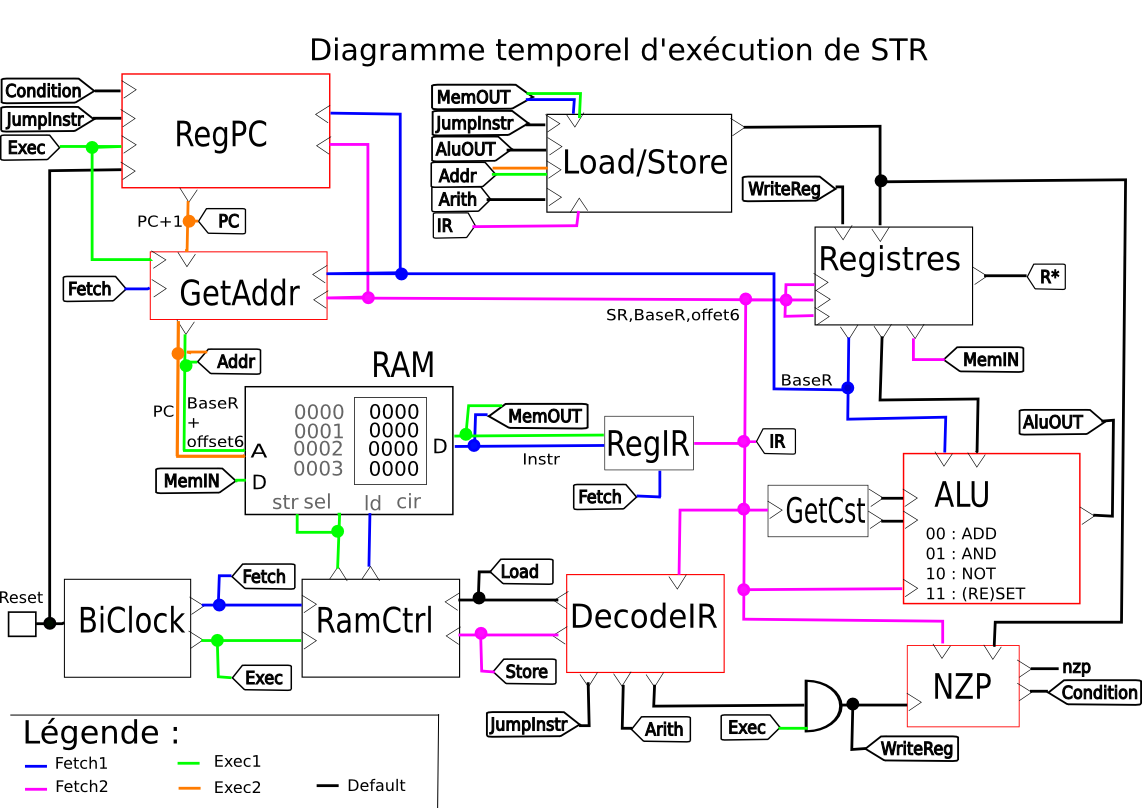 Diagramme temporel d'exécution de STR
Condition
JumpInstr
Exec
RegPC
MemOUT
JumpInstr
AluOUT
Addr
Arith
IR
Load/Store
WriteReg
PC+1
PC
Fetch
GetAddr
Registres
R*
SR,BaseR,offet6
MemIN
Addr
RAM
BaseR
PC
BaseR
+
offset6
0000 0000
0001 0000
0002 0000
0003 0000
A
D
D
str sel ld cir
MemIN
MemOUT
Instr
RegIR
Fetch
IR
AluOUT
GetCst
ALU
00 : ADD
01 : AND
10 : NOT
11 : (RE)SET
Reset
BiClock
Fetch
Exec
RamCtrl
Load
Store
DecodeIR
JumpInstr
Arith
Exec
WriteReg
NZP
nzp
Condition
Légende :
Fetch1
Fetch2
Exec1
Exec2
Default